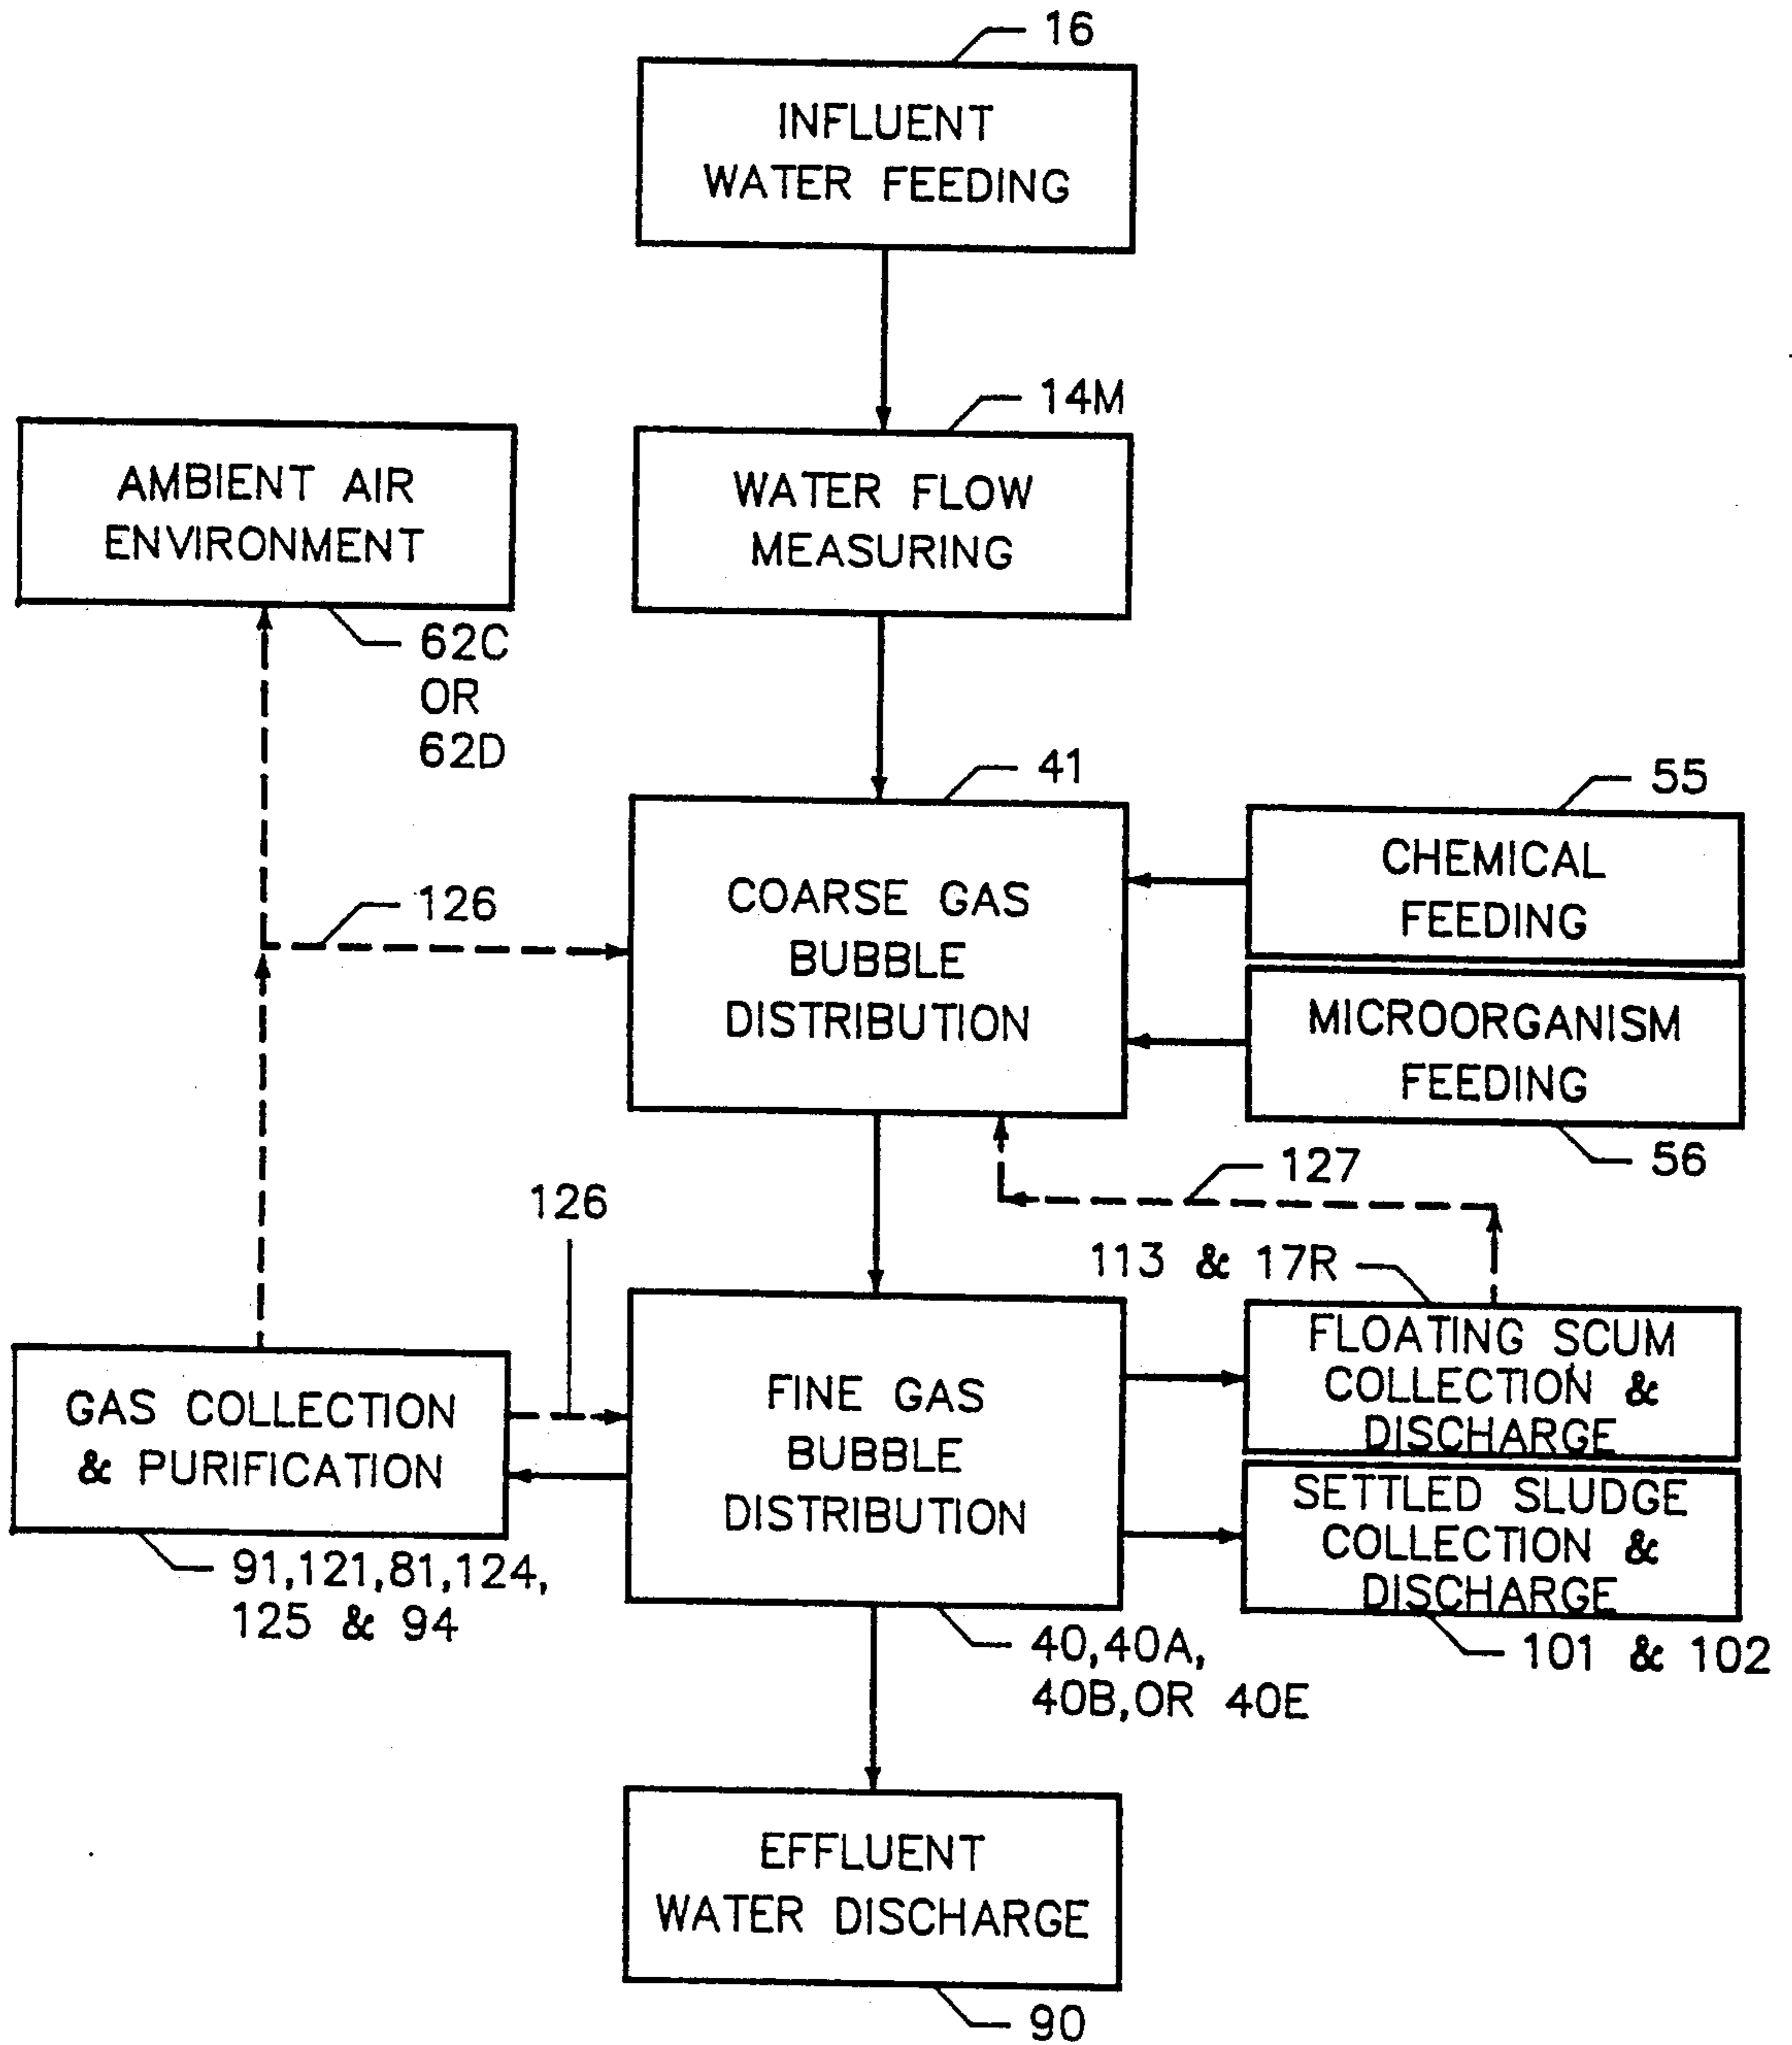 16
INFLUENT
WATER FEEDING
14M
WATER FLOW
MEASURING
AMBIENT AIR
ENVIRONMENT
62C
OR
62D
41
COARSE GAS
BUBBLE
DISTRIBUTION
55
CHEMICAL
FEEDING
MICROORGANISM
FEEDING
56
126
127
126
113 & 17R
FLOATING SCUM
COLLECTION &
DISCHARGE
SETTLED SLUDGE
COLLECTION &
DISCHARGE
101 & 102
FINE GAS
BUBBLE
DISTRIBUTION
40,40A,
40B,OR 40E
GAS COLLECTION
& PURIFICATION
91,121,81,124,
125 & 94
EFFLUENT
WATER DISCHARGE
90